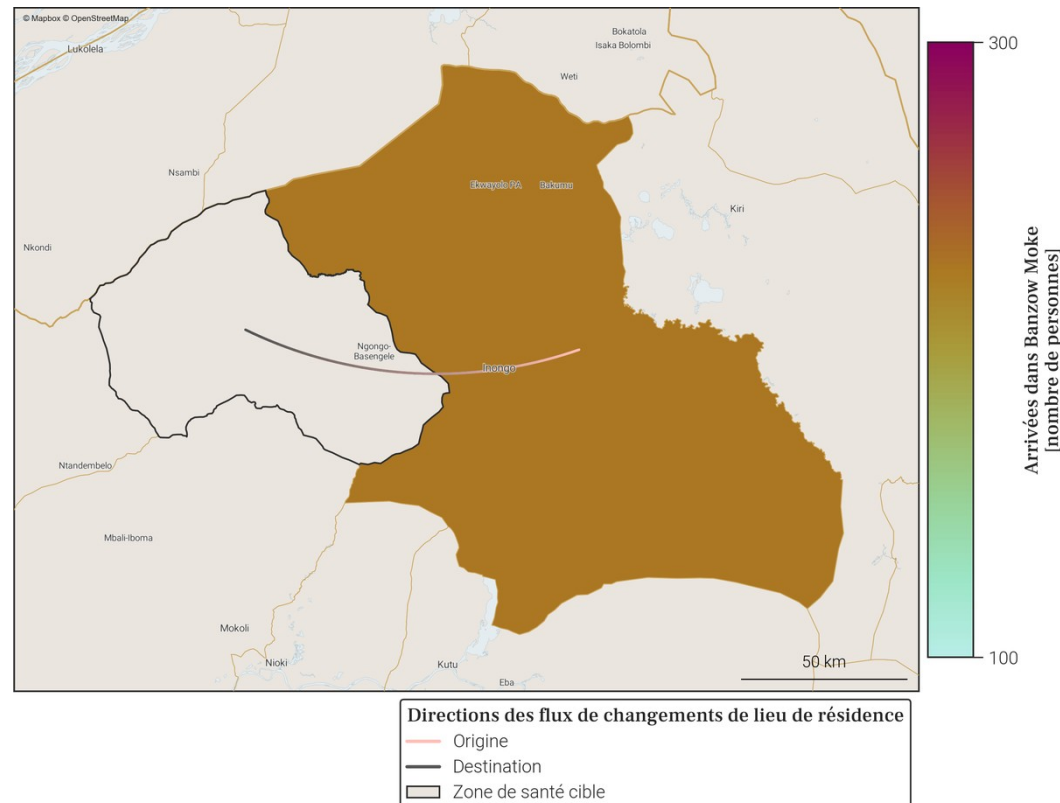 © Mapbox © OpenStreetMap
Lukolela
Bokatola
Isaka Bolombi
Weti
Nsambi
Ekwayolo PA
Bakumu
Kiri
Nkondi
Ngongo-
Basengele
Inongo
Ntandembelo
Mbali-Iboma
Mokoli
Nioki
Kutu
Eba
50 km
300
100
Arrivées dans Banzow Moke
[nombre de personnes]
Directions des flux de changements de lieu de résidence
Origine
Destination
Zone de santé cible